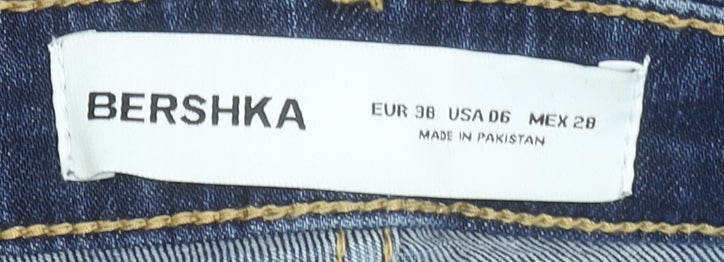 BERSHKA
EUR 38 USA 06 MEX 28
MADE IN PAKISTAN